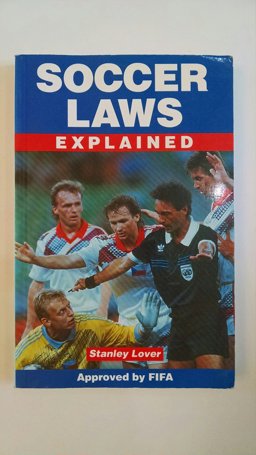 SOCCER
LAWS
EXPLAINED
Stanley Lover
Approved by FIFA